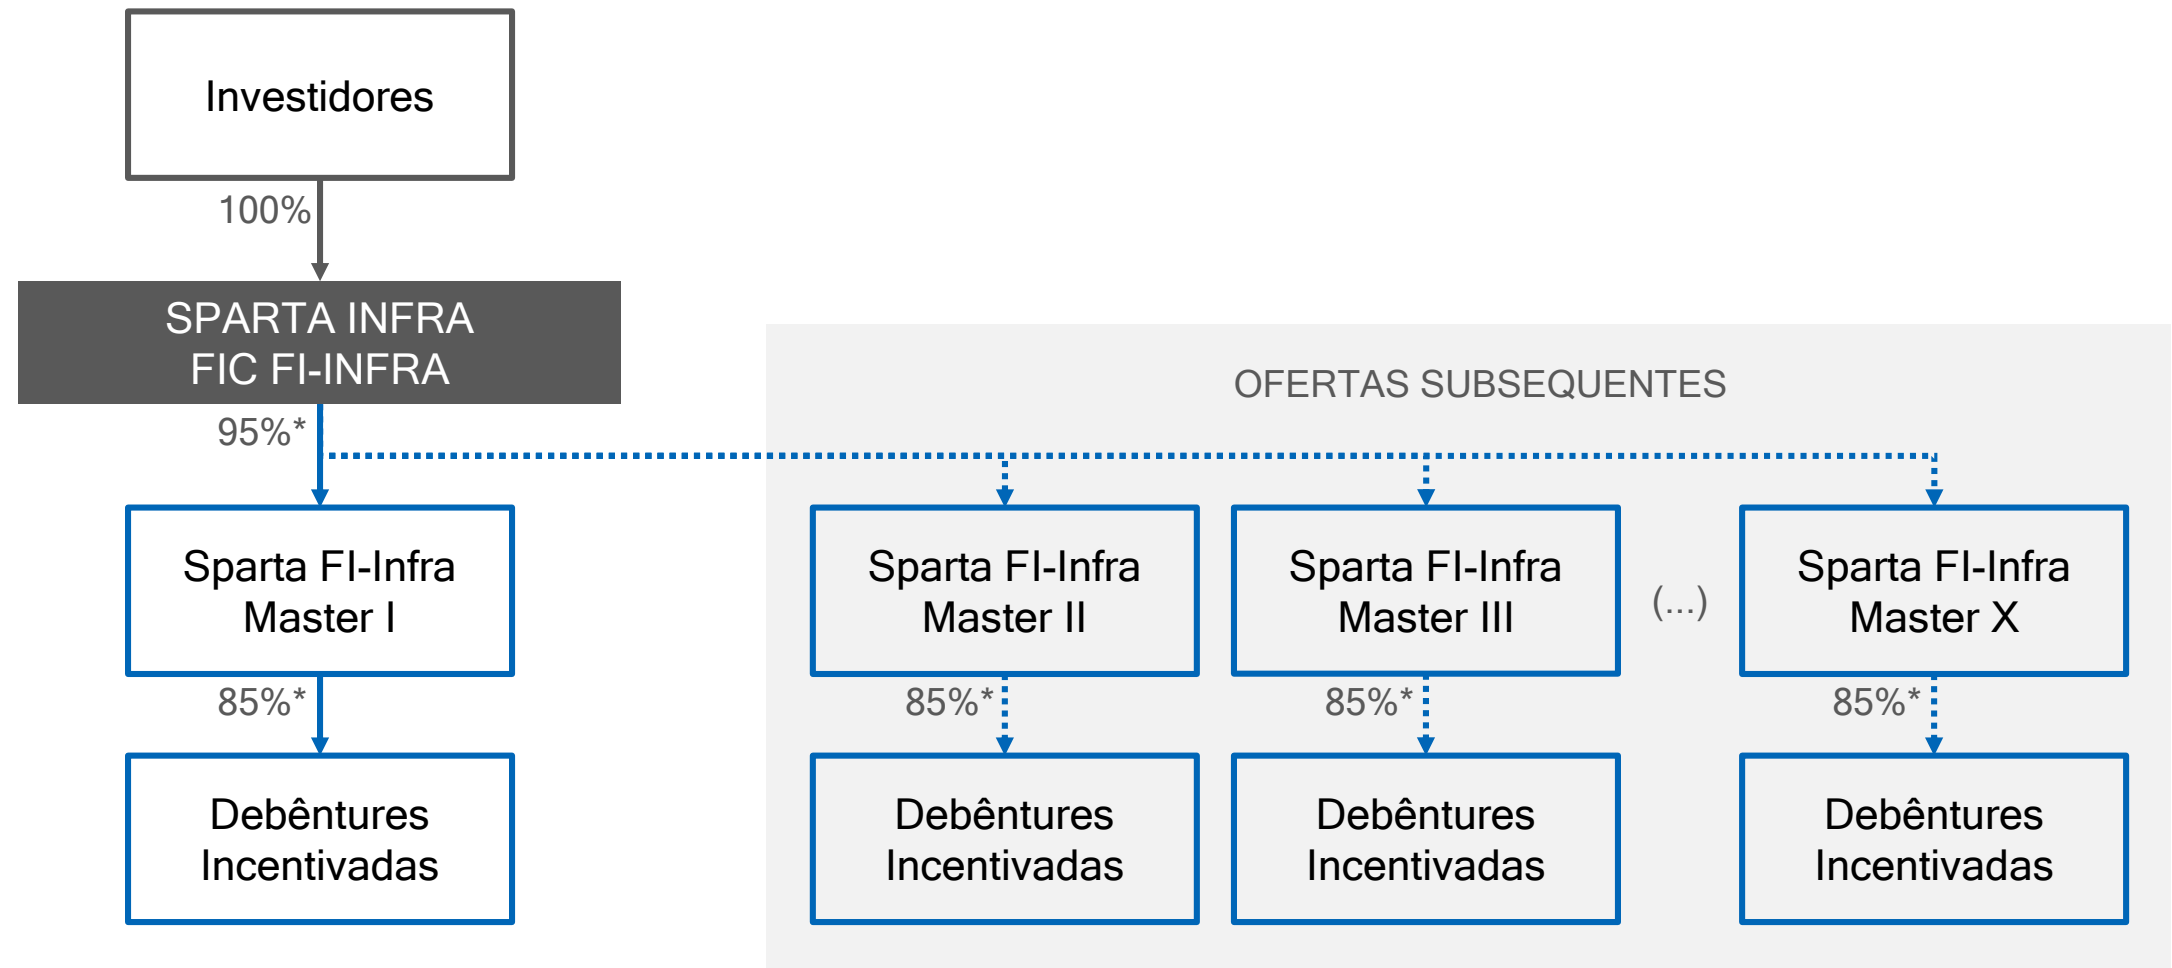 Investidores
100%
SPARTA INFRA
FIC FI-INFRA
OFERTAS SUBSEQUENTES
95%*
Sparta FI-Infra
Master I
Sparta FI-Infra
Master II
Sparta FI-Infra
Master III
(...)
Sparta FI-Infra
Master X
85%*
85%*
85%*
85%*
Debêntures
Incentivadas
Debêntures
Incentivadas
Debêntures
Incentivadas
Debêntures
Incentivadas